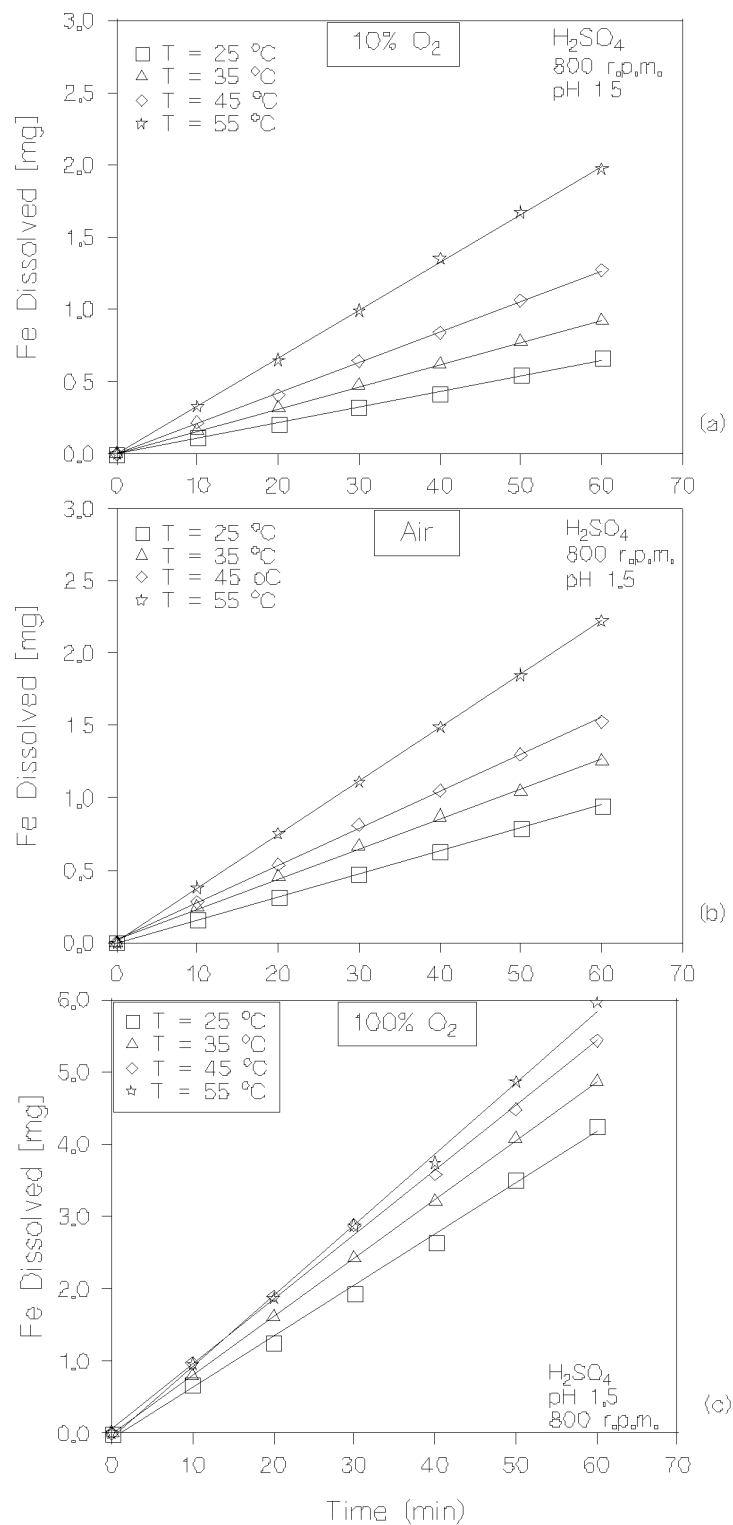 3.0
2.5
2.0
1.5
1.0
0.5
0.0
Fe Dissolved [mg]
T = 25 °C
T = 35 °C
T = 45 °C
T = 55 °C
10% O₂
H₂SO₄
800 r.p.m.
pH 1.5
(a)
0 10 20 30 40 50 60 70
3.0
2.5
2.0
1.5
1.0
0.5
0.0
Fe Dissolved [mg]
T = 25 °C
T = 35 °C
T = 45 oC
T = 55 °C
Air
H₂SO₄
800 r.p.m.
pH 1.5
(b)
0 10 20 30 40 50 60 70
6.0
5.0
4.0
3.0
2.0
1.0
0.0
Fe Dissolved [mg]
T = 25 °C
T = 35 °C
T = 45 °C
T = 55 °C
100% O₂
H₂SO₄
pH 1.5
800 r.p.m.
(c)
0 10 20 30 40 50 60 70
Time (min)